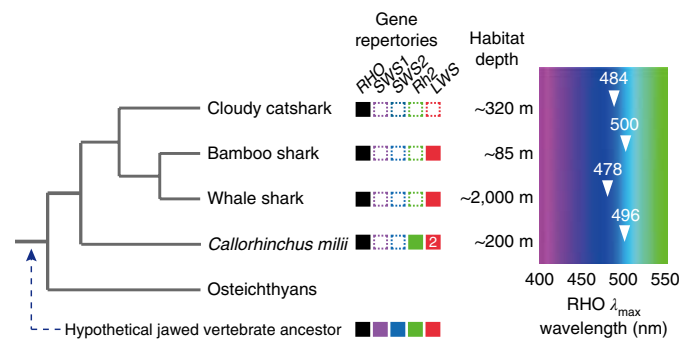 Gene
repertories
Habitat
depth
RHO SWS1 SWS2 Rh2 LWS
Cloudy catshark ~320 m 484
Bamboo shark ~85 m 500
Whale shark ~2,000 m 478
Callorhinchus milii 2 ~200 m 496
Osteichthyans
400 450 500 550
RHO λmax
wavelength (nm)
Hypothetical jawed vertebrate ancestor